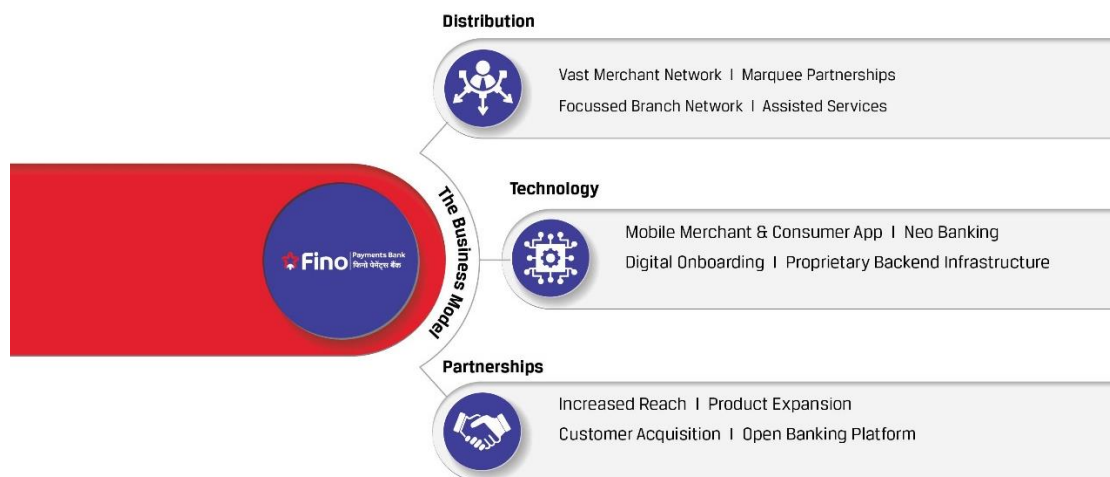 Distribution
Vast Merchant Network | Marquee Partnerships
Focussed Branch Network | Assisted Services
The Business Model
Fino Payments Bank
फिनो पेमेंट्स बैंक
Technology
Mobile Merchant & Consumer App | Neo Banking
Digital Onboarding | Proprietary Backend Infrastructure
Partnerships
Increased Reach | Product Expansion
Customer Acquisition | Open Banking Platform